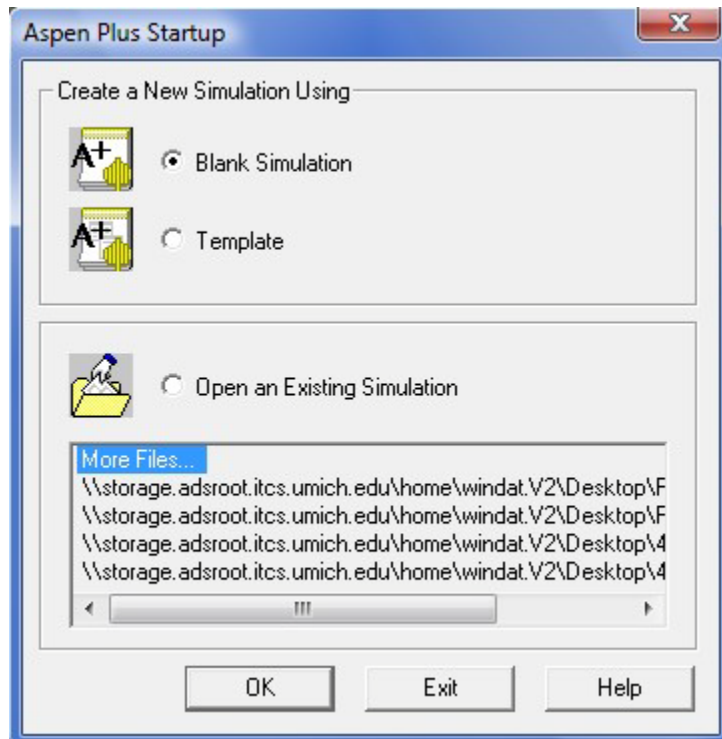 Aspen Plus Startup
Create a New Simulation Using
A+
Blank Simulation
A+
Template
Open an Existing Simulation
More Files...
\\storage.adsroot.itcs.umich.edu\home\windat.V2\Desktop\F
\\storage.adsroot.itcs.umich.edu\home\windat.V2\Desktop\F
\\storage.adsroot.itcs.umich.edu\home\windat.V2\Desktop\4
\\storage.adsroot.itcs.umich.edu\home\windat.V2\Desktop\4
OK Exit Help